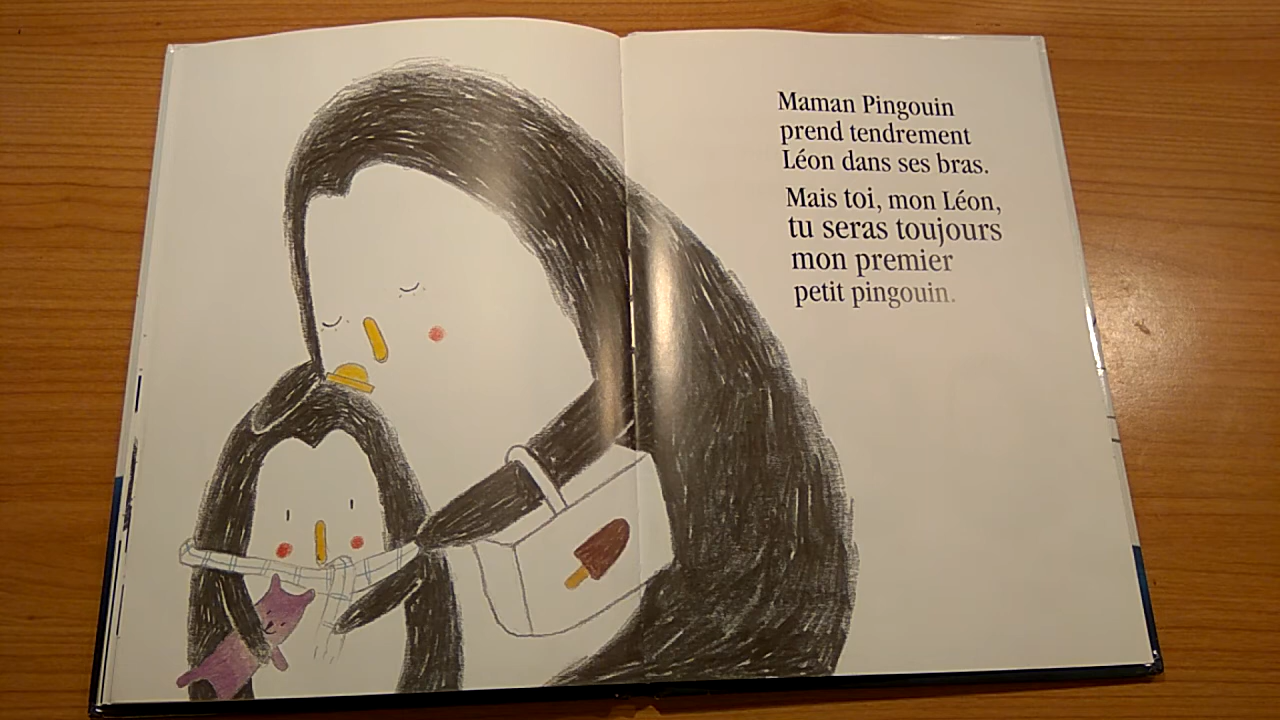 Maman Pingouin
prend tendrement
Léon dans ses bras.
Mais toi, mon Léon,
tu seras toujours
mon premier
petit pingouin.